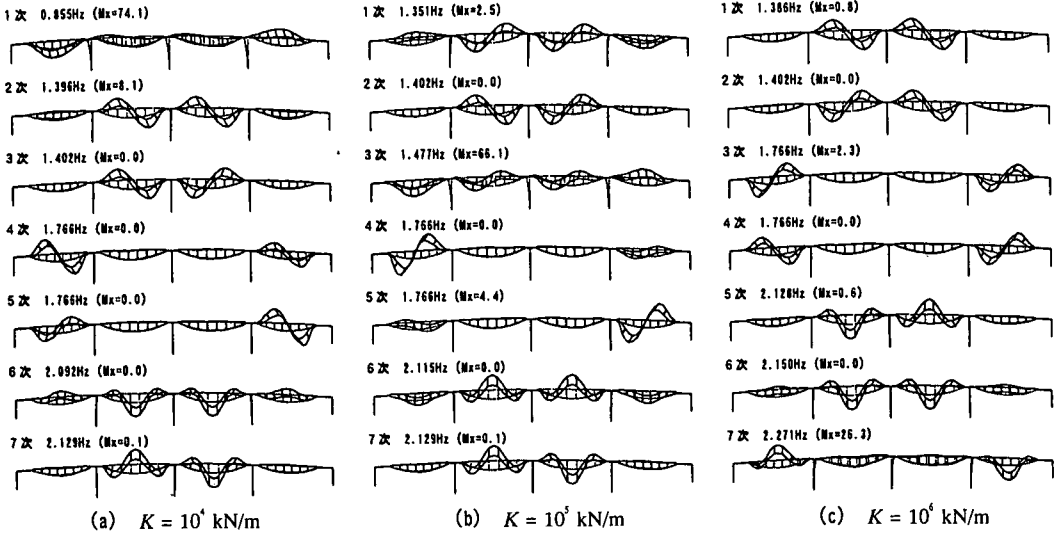 1次 0.855Hz (Mx=74.1)
2次 1.396Hz (Mx=8.1)
3次 1.402Hz (Mx=0.0)
4次 1.766Hz (Mx=0.0)
5次 1.766Hz (Mx=0.0)
6次 2.092Hz (Mx=0.0)
7次 2.129Hz (Mx=0.1)
(a) K = 10⁴ kN/m
1次 1.351Hz (Mx=2.5)
2次 1.402Hz (Mx=0.0)
3次 1.477Hz (Mx=66.1)
4次 1.766Hz (Mx=0.0)
5次 1.766Hz (Mx=4.4)
6次 2.115Hz (Mx=0.0)
7次 2.129Hz (Mx=0.1)
(b) K = 10⁵ kN/m
1次 1.386Hz (Mx=0.8)
2次 1.402Hz (Mx=0.0)
3次 1.766Hz (Mx=2.3)
4次 1.766Hz (Mx=0.0)
5次 2.128Hz (Mx=0.6)
6次 2.150Hz (Mx=0.0)
7次 2.271Hz (Mx=26.3)
(c) K = 10⁶ kN/m